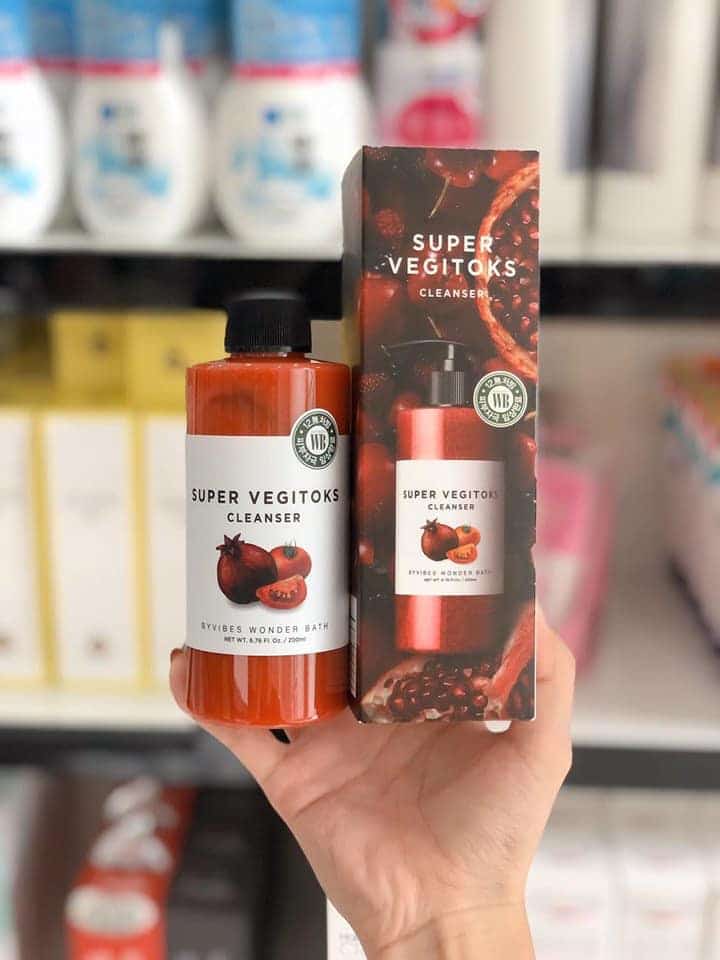 SUPER
VEGITOKS
CLEANSER
WB
SUPER VEGITOKS
CLEANSER
BYVIBES WONDER BATH
WB
SUPER VEGITOKS
CLEANSER
BYVIBES WONDER BATH
NET WT. 6.76 Fl. Oz. / 200ml